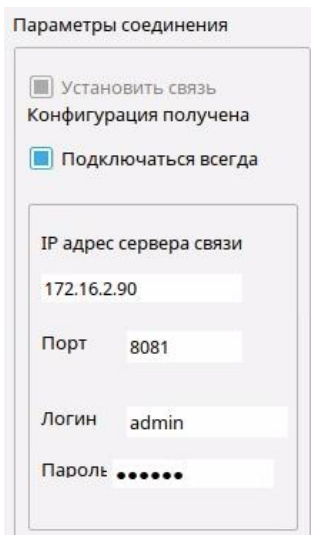 Параметры соединения
Установить связь
Конфигурация получена
Подключаться всегда
IP адрес сервера связи
172.16.2.90
Порт 8081
Логин admin
Пароль ••••••